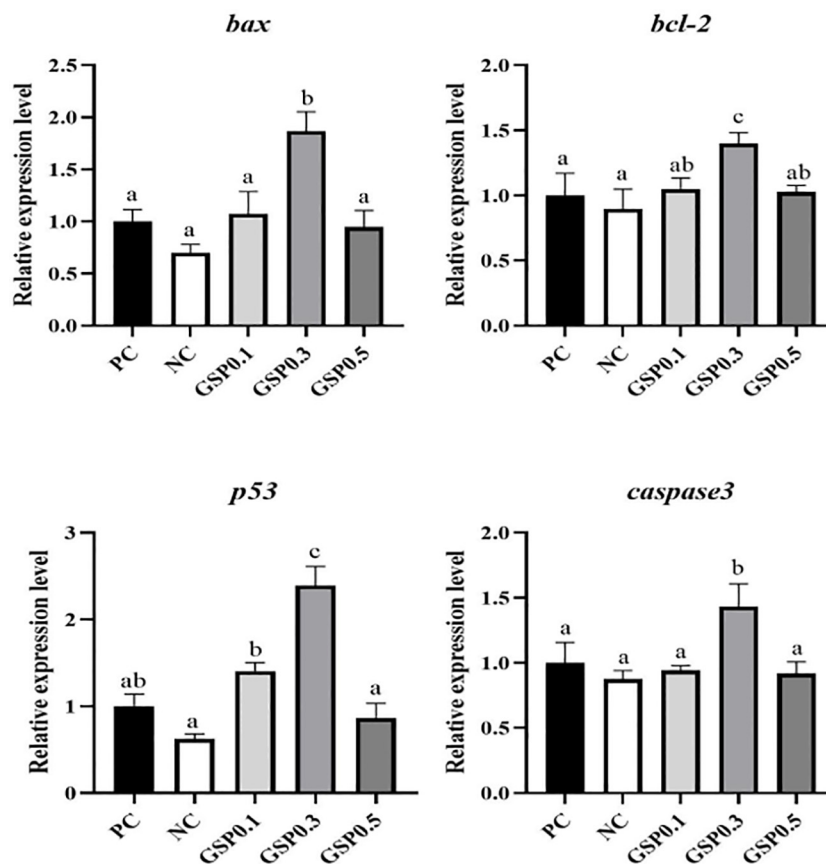 bax
Relative expression level
2.5
2.0
1.5
1.0
0.5
0.0
a
a
a
b
a
PC
NC
GSP0.1
GSP0.3
GSP0.5
bcl-2
Relative expression level
2.0
1.5
1.0
0.5
0.0
a
a
ab
c
ab
PC
NC
GSP0.1
GSP0.3
GSP0.5
p53
Relative expression level
3
2
1
0
ab
a
b
c
a
PC
NC
GSP0.1
GSP0.3
GSP0.5
caspase3
Relative expression level
2.0
1.5
1.0
0.5
0.0
a
a
a
b
a
PC
NC
GSP0.1
GSP0.3
GSP0.5